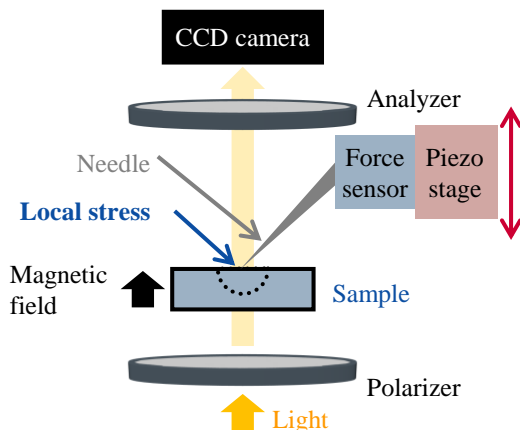 CCD camera
Analyzer
Needle
Force
sensor
Piezo
stage
Local stress
Magnetic
field
Sample
Polarizer
Light